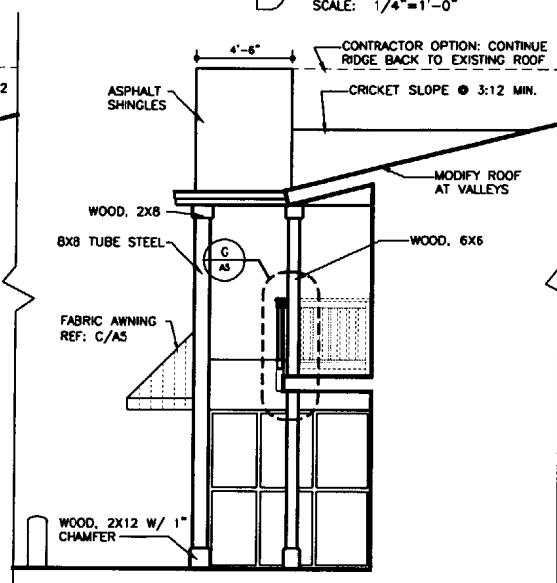 SCALE: 1/4"=1'-0"
4'-6"
CONTRACTOR OPTION: CONTINUE
RIDGE BACK TO EXISTING ROOF
2
ASPHALT
SHINGLES
CRICKET SLOPE @ 3:12 MIN.
MODIFY ROOF
AT VALLEYS
WOOD, 2X8
8X8 TUBE STEEL
G
A5
WOOD, 6X6
FABRIC AWNING
REF: C/A5
WOOD, 2X12 W/ 1"
CHAMFER